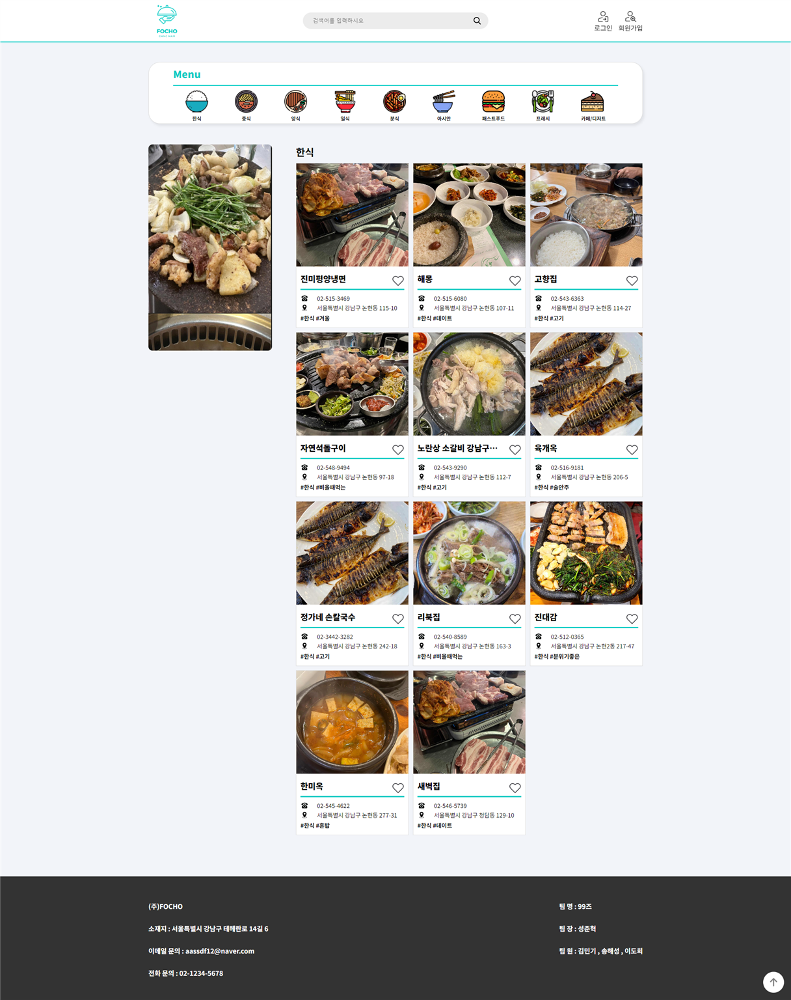 FOCHO
GANG NAM
검색어를 입력하시오
로그인 회원가입
Menu
한식 중식 양식 일식 분식 아시안 패스트푸드 프레시 카페/디저트
한식
진미평양냉면
02-515-3469
서울특별시 강남구 논현동 115-10
#한식 #겨울
해몽
02-515-6080
서울특별시 강남구 논현동 107-11
#한식 #데이트
고향집
02-543-6363
서울특별시 강남구 논현동 114-27
#한식 #고기
자연석돌구이
02-548-9494
서울특별시 강남구 논현동 97-18
#한식 #비올때먹는
노란상 소갈비 강남구…
02-543-9290
서울특별시 강남구 논현동 112-7
#한식 #고기
육개옥
02-516-9181
서울특별시 강남구 논현동 206-5
#한식 #술안주
정가네 손칼국수
02-3442-3282
서울특별시 강남구 논현동 242-18
#한식 #고기
리북집
02-540-8589
서울특별시 강남구 논현동 163-3
#한식 #비올때먹는
진대감
02-512-0365
서울특별시 강남구 논현2동 217-47
#한식 #분위기좋은
한미옥
02-545-4622
서울특별시 강남구 논현동 277-31
#한식 #혼밥
새벽집
02-546-5739
서울특별시 강남구 청담동 129-10
#한식 #데이트
(주)FOCHO
소재지 : 서울특별시 강남구 테헤란로 14길 6
이메일 문의 : aassdf12@naver.com
전화 문의 : 02-1234-5678
팀 명 : 99즈
팀 장 : 성준혁
팀 원 : 김민기 , 송해성 , 이도희